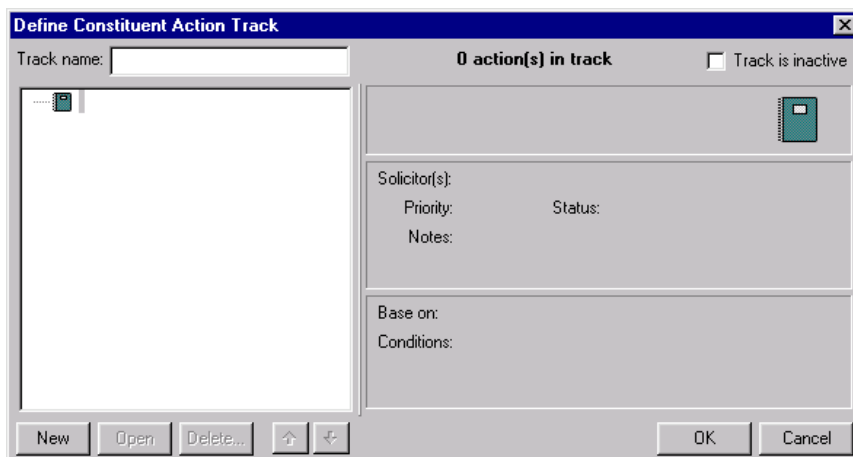 Define Constituent Action Track
Track name: 0 action(s) in track Track is inactive
Solicitor(s):
Priority: Status:
Notes:
Base on:
Conditions:
New Open Delete... OK Cancel